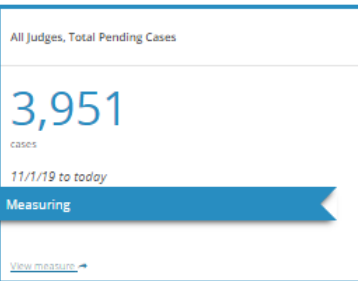 All Judges, Total Pending Cases
3,951
cases
11/1/19 to today
Measuring
View measure